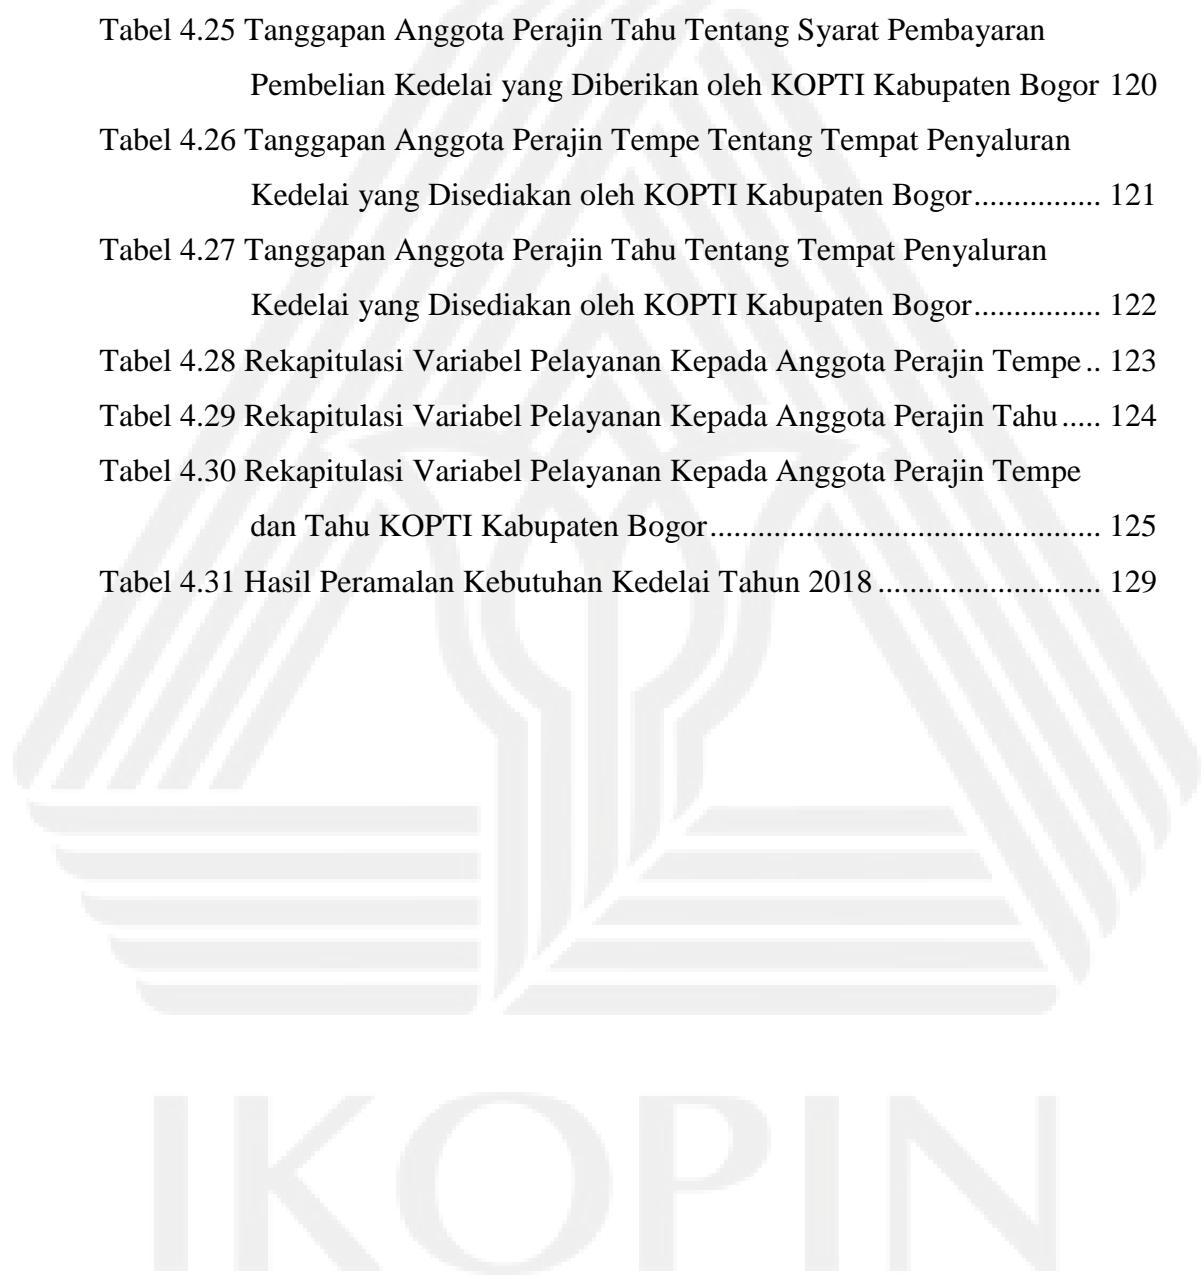 Tabel 4.25 Tanggapan Anggota Perajin Tahu Tentang Syarat Pembayaran
Pembelian Kedelai yang Diberikan oleh KOPTI Kabupaten Bogor 120
Tabel 4.26 Tanggapan Anggota Perajin Tempe Tentang Tempat Penyaluran
Kedelai yang Disediakan oleh KOPTI Kabupaten Bogor................ 121
Tabel 4.27 Tanggapan Anggota Perajin Tahu Tentang Tempat Penyaluran
Kedelai yang Disediakan oleh KOPTI Kabupaten Bogor................ 122
Tabel 4.28 Rekapitulasi Variabel Pelayanan Kepada Anggota Perajin Tempe.. 123
Tabel 4.29 Rekapitulasi Variabel Pelayanan Kepada Anggota Perajin Tahu..... 124
Tabel 4.30 Rekapitulasi Variabel Pelayanan Kepada Anggota Perajin Tempe
dan Tahu KOPTI Kabupaten Bogor................................................. 125
Tabel 4.31 Hasil Peramalan Kebutuhan Kedelai Tahun 2018............................ 129
IKOPIN